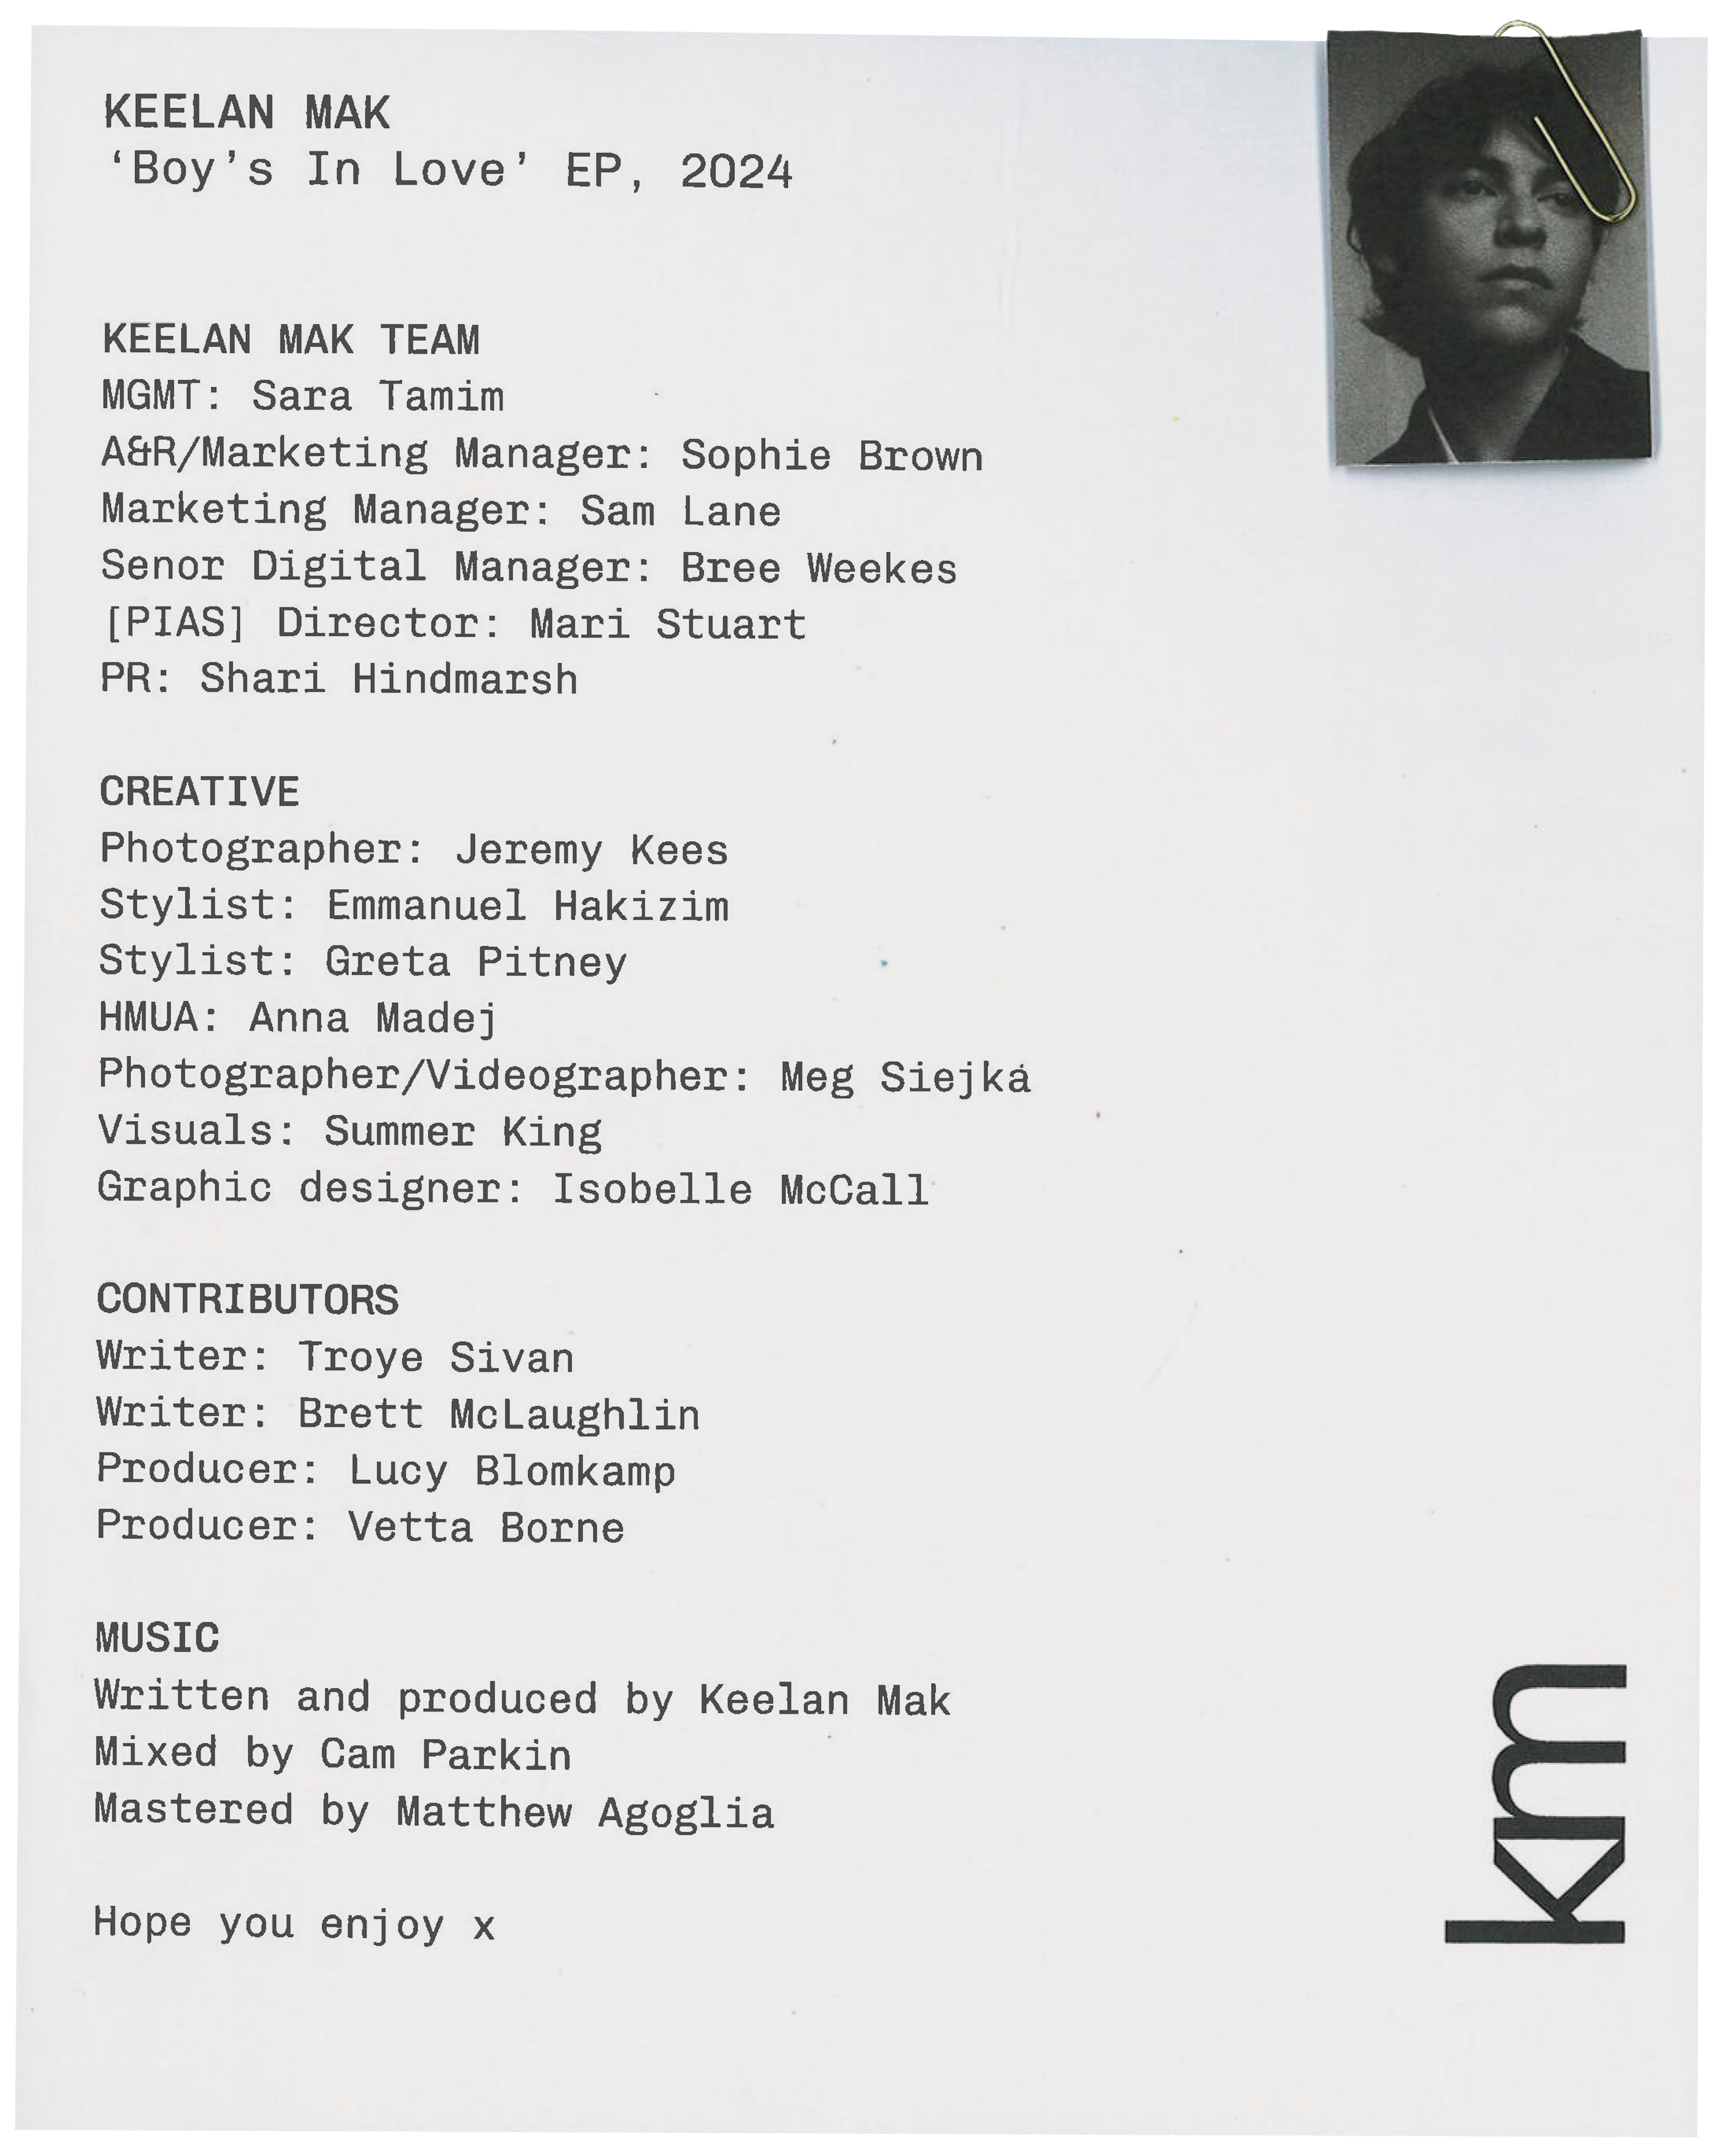 KEELAN MAK
‘Boy’s In Love’ EP, 2024
KEELAN MAK TEAM
MGMT: Sara Tamim
A&R/Marketing Manager: Sophie Brown
Marketing Manager: Sam Lane
Senor Digital Manager: Bree Weekes
[PIAS] Director: Mari Stuart
PR: Shari Hindmarsh
CREATIVE
Photographer: Jeremy Kees
Stylist: Emmanuel Hakizim
Stylist: Greta Pitney
HMUA: Anna Madej
Photographer/Videographer: Meg Siejka
Visuals: Summer King
Graphic designer: Isobelle McCall
CONTRIBUTORS
Writer: Troye Sivan
Writer: Brett McLaughlin
Producer: Lucy Blomkamp
Producer: Vetta Borne
MUSIC
Written and produced by Keelan Mak
Mixed by Cam Parkin
Mastered by Matthew Agoglia
Hope you enjoy x
km